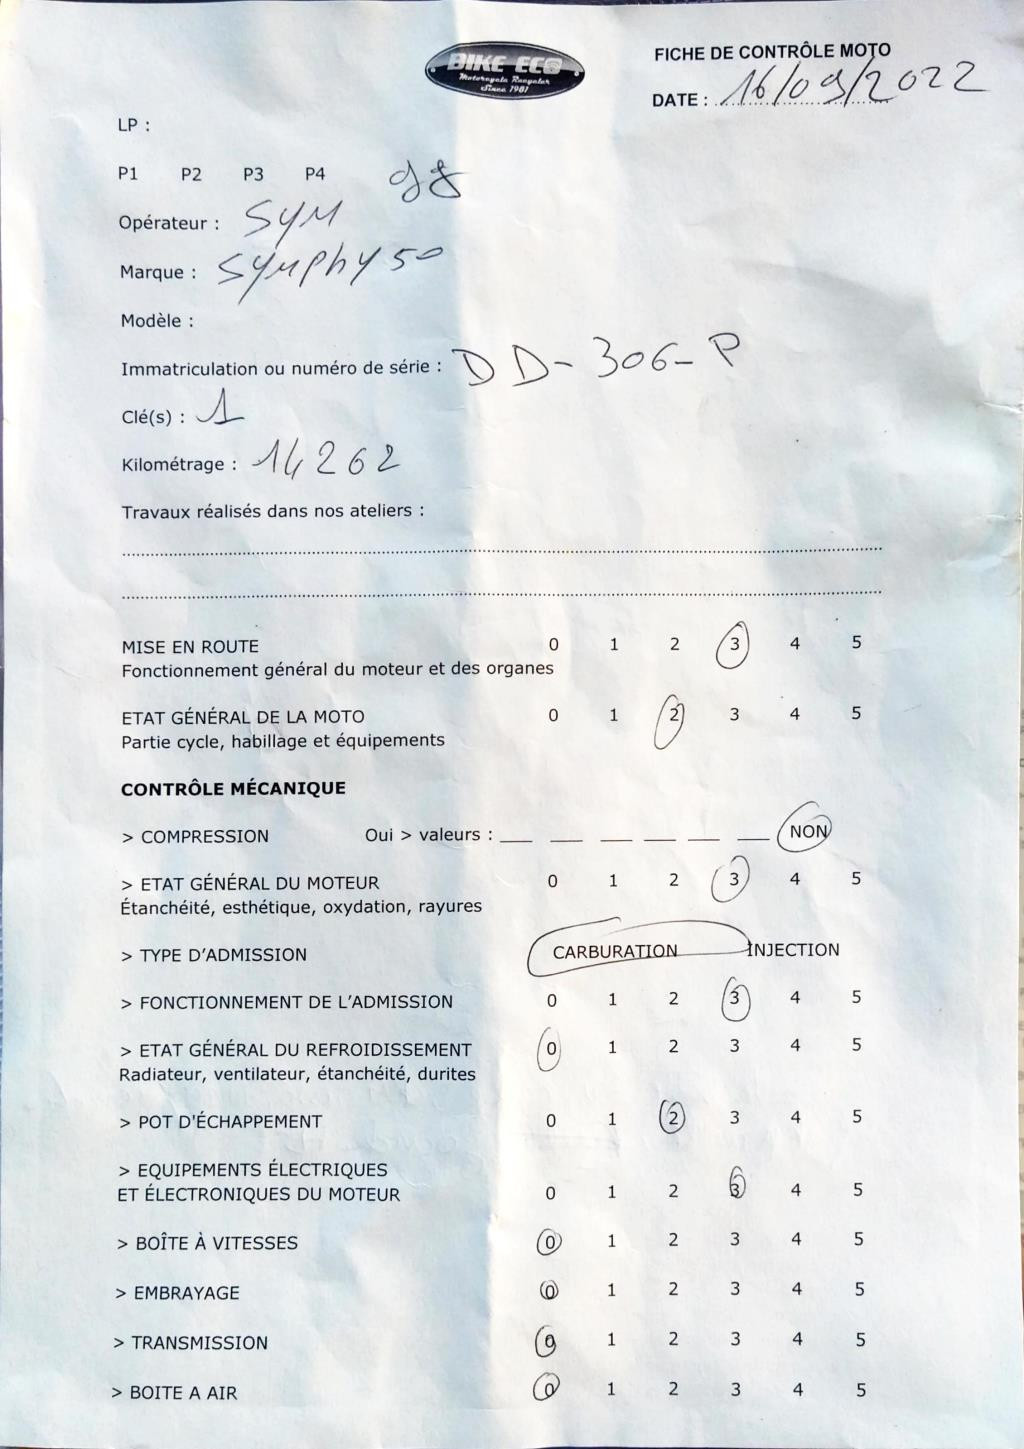 BIKE ECO
Motorcycle Recycler
Since 1981
FICHE DE CONTRÔLE MOTO
DATE : 16/09/2022
LP :
P1 P2 P3 P4
Opérateur : SYM
Marque : SYMPhY 50
Modèle :
Immatriculation ou numéro de série : DD-306-P
Clé(s) : 1
Kilométrage : 14262
Travaux réalisés dans nos ateliers :
MISE EN ROUTE 0 1 2 3 4 5
Fonctionnement général du moteur et des organes
ETAT GÉNÉRAL DE LA MOTO 0 1 2 3 4 5
Partie cycle, habillage et équipements
CONTRÔLE MÉCANIQUE
> COMPRESSION Oui > valeurs : __ __ __ __ __ __ NON
> ETAT GÉNÉRAL DU MOTEUR 0 1 2 3 4 5
Étanchéité, esthétique, oxydation, rayures
> TYPE D'ADMISSION CARBURATION INJECTION
> FONCTIONNEMENT DE L'ADMISSION 0 1 2 3 4 5
> ETAT GÉNÉRAL DU REFROIDISSEMENT 0 1 2 3 4 5
Radiateur, ventilateur, étanchéité, durites
> POT D'ÉCHAPPEMENT 0 1 2 3 4 5
> EQUIPEMENTS ÉLECTRIQUES
ET ÉLECTRONIQUES DU MOTEUR 0 1 2 3 4 5
> BOÎTE À VITESSES 0 1 2 3 4 5
> EMBRAYAGE 0 1 2 3 4 5
> TRANSMISSION 0 1 2 3 4 5
> BOITE A AIR 0 1 2 3 4 5